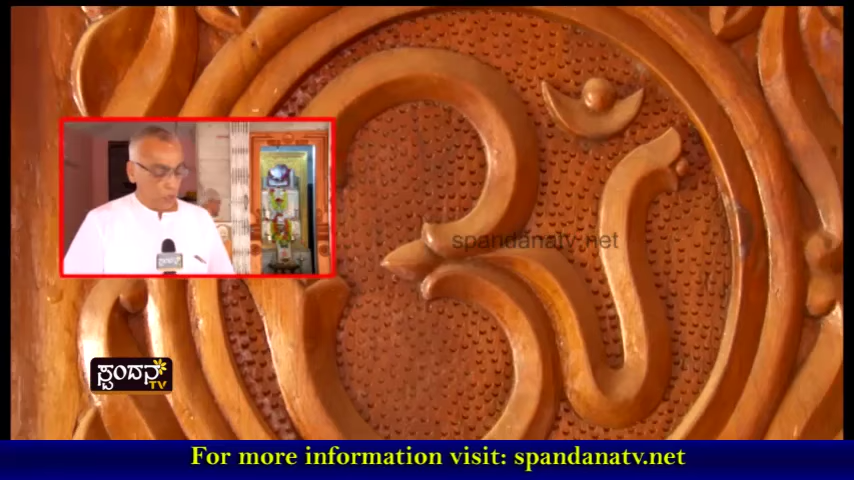 spandanatv.net
ಸ್ಪಂದನ
TV
For more information visit: spandanatv.net